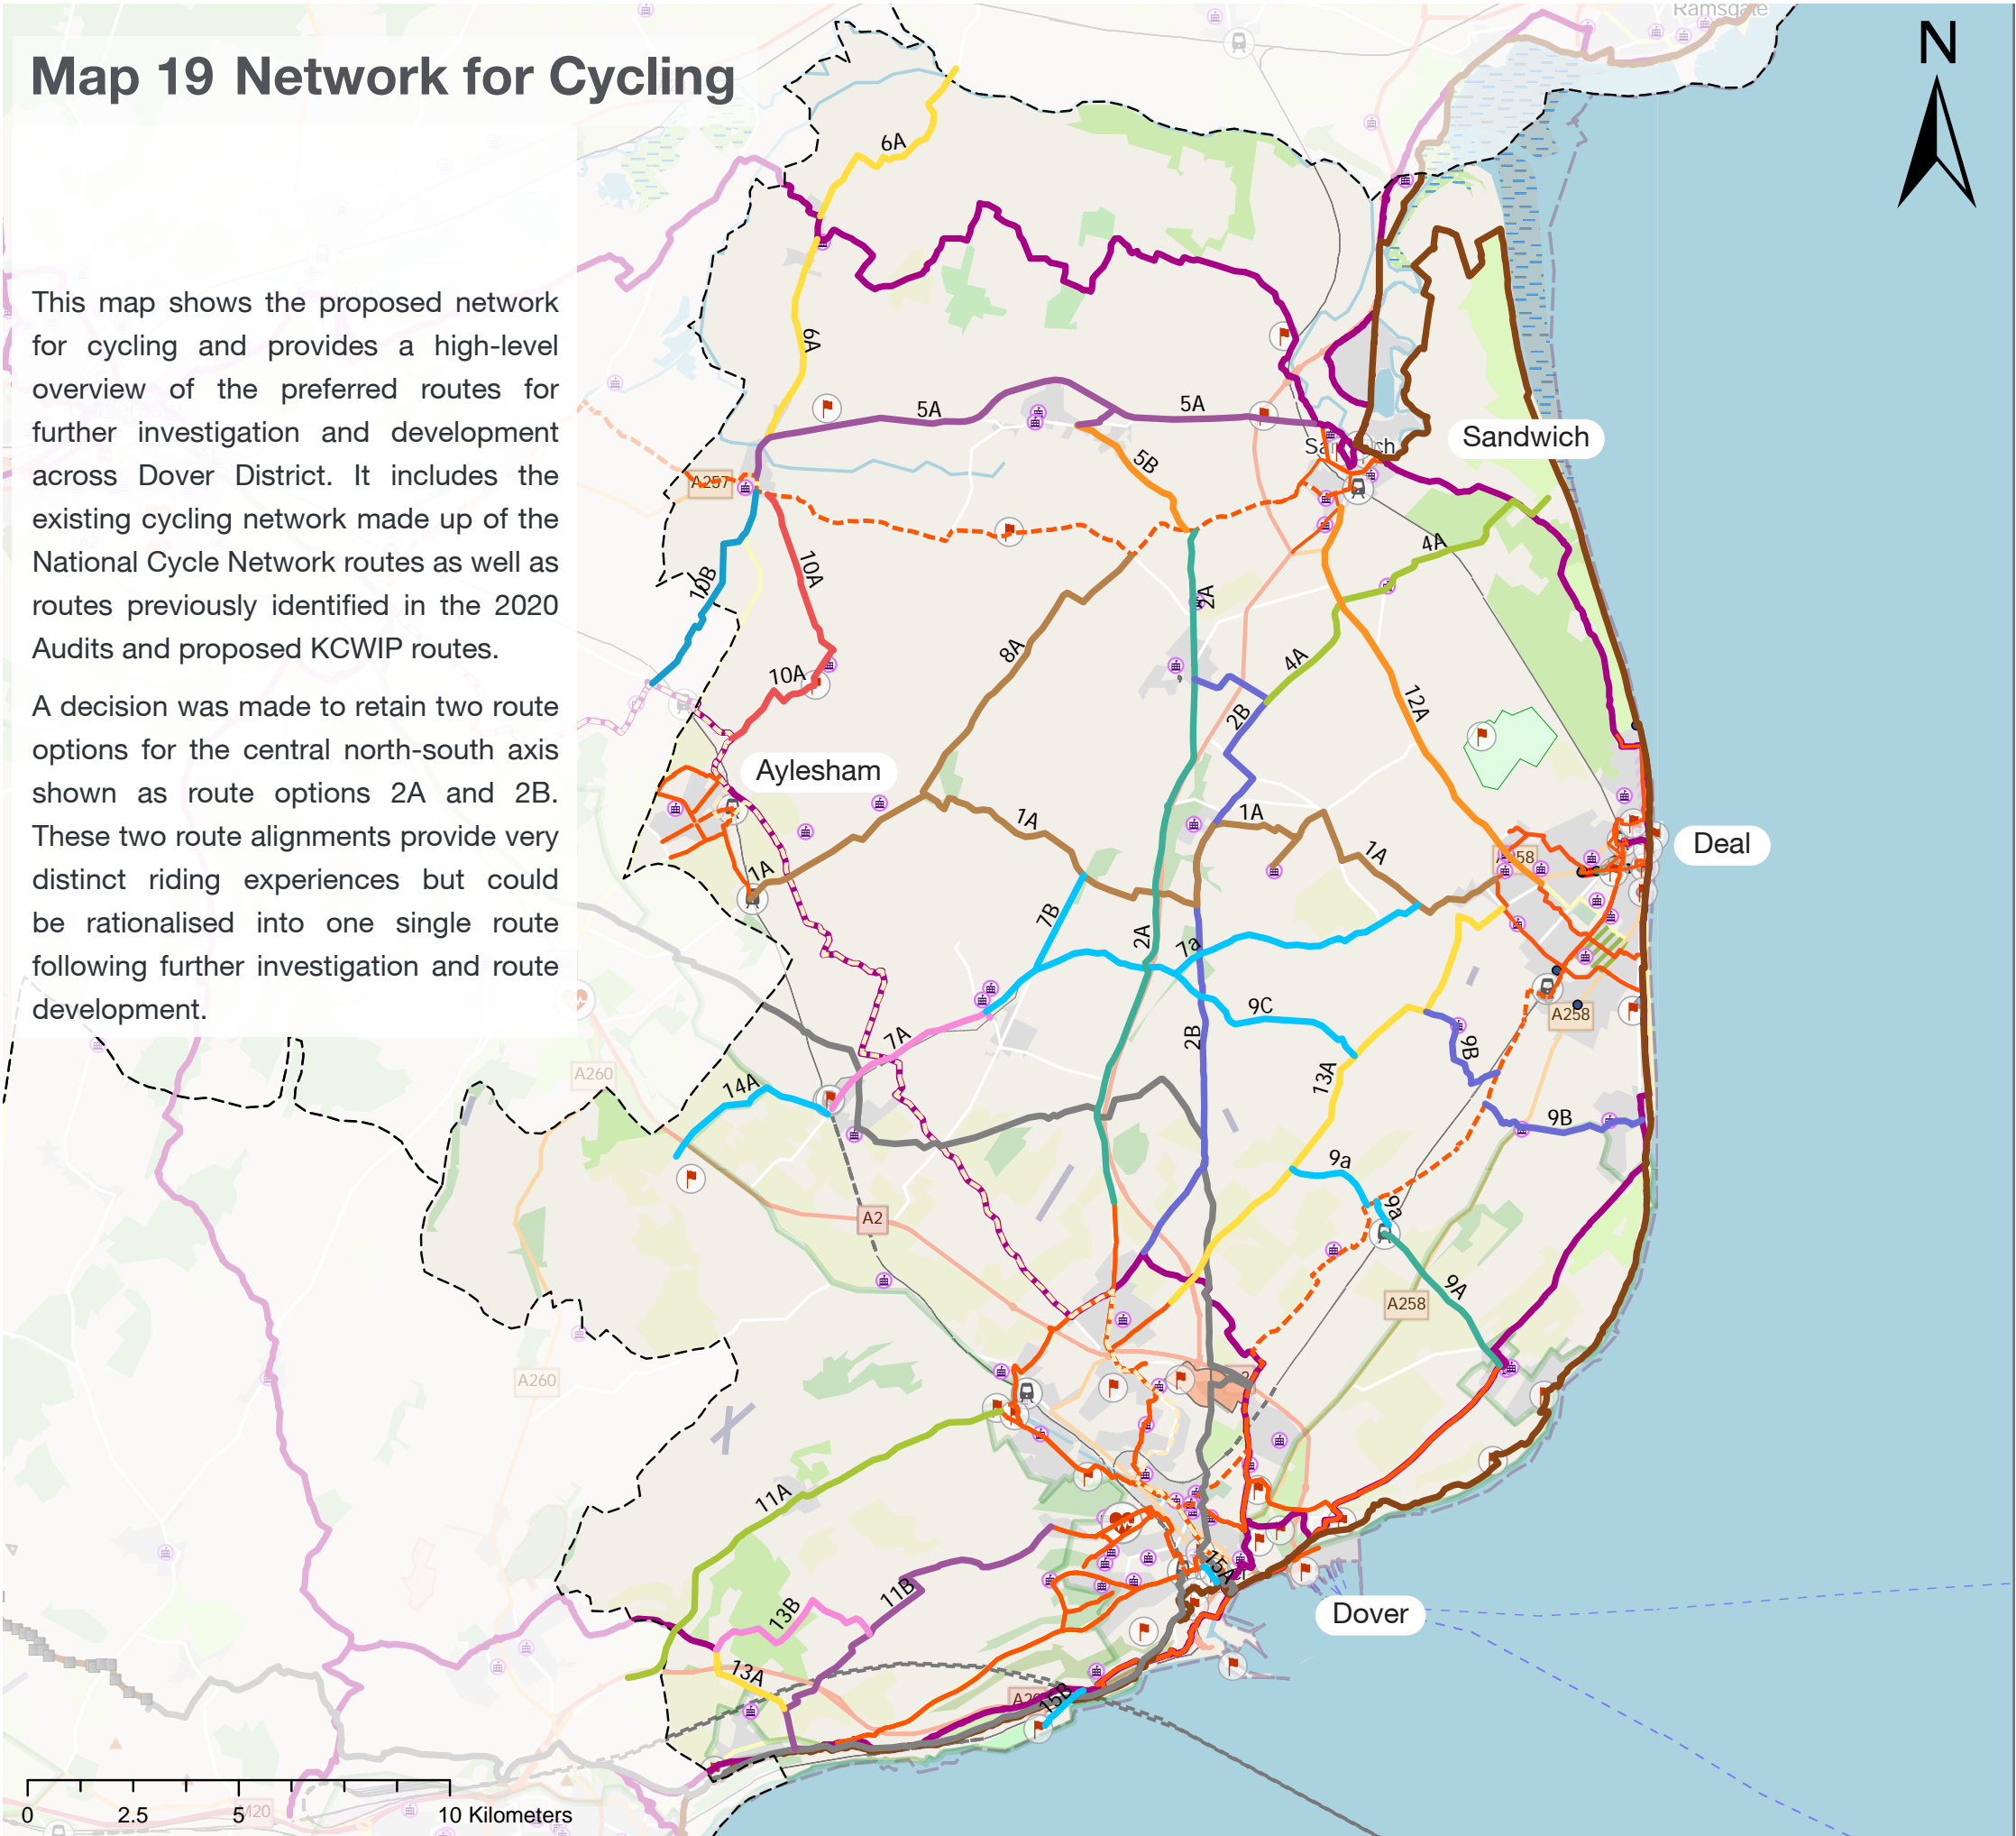 Ramsgate
N
Map 19 Network for Cycling
This map shows the proposed network
for cycling and provides a high-level
overview of the preferred routes for
further investigation and development
across Dover District. It includes the
existing cycling network made up of the
National Cycle Network routes as well as
routes previously identified in the 2020
Audits and proposed KCWIP routes.
A decision was made to retain two route
options for the central north-south axis
shown as route options 2A and 2B.
These two route alignments provide very
distinct riding experiences but could
be rationalised into one single route
following further investigation and route
development.
6A
6A
5A
5A
Sandwich
5B
A257
4A
10A
10B
2A
8A
4A
10A
12A
2B
Aylesham
1A
1A
1A
1A
Deal
7B
2A
7a
9C
A258
7A
2B
9B
13A
14A
A260
9B
9a
9a
A2
9A
A258
A260
11A
15A
11B
13B
Dover
13A
15B
0
2.5
5
10 Kilometers
M20